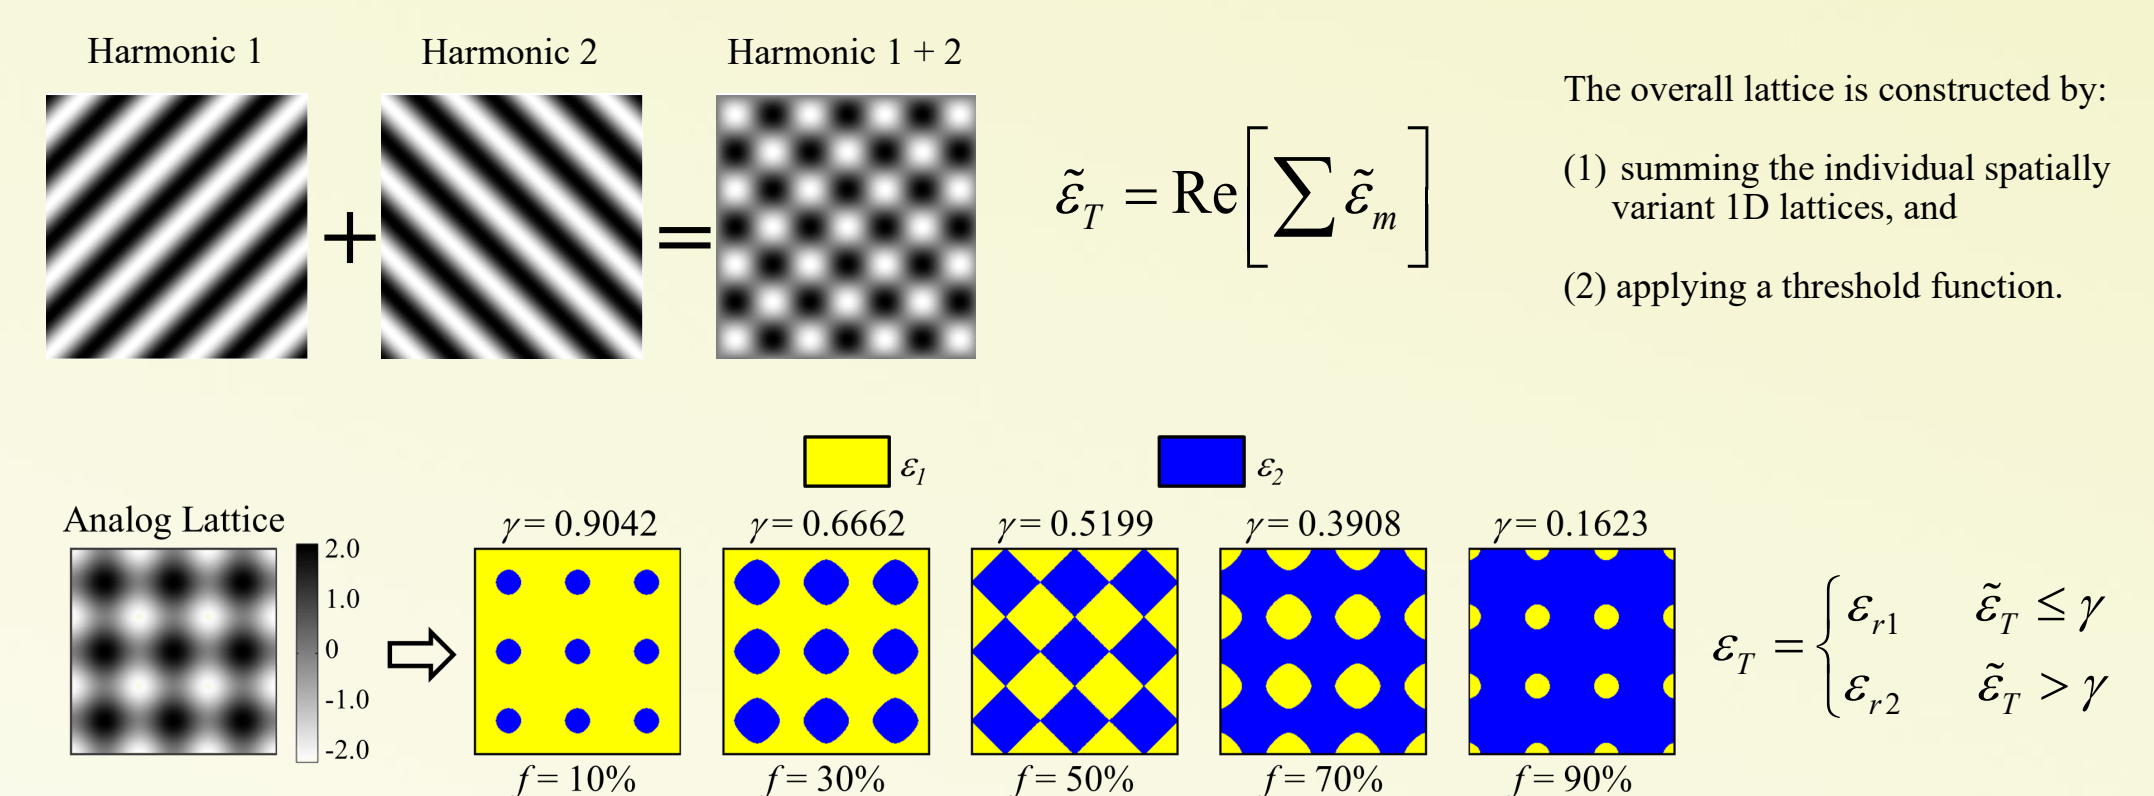 Harmonic 1
Harmonic 2
Harmonic 1 + 2
+
=
ε̃_T = Re[∑ ε̃_m]
The overall lattice is constructed by:
(1) summing the individual spatially
variant 1D lattices, and
(2) applying a threshold function.
ε_1
ε_2
Analog Lattice
2.0
1.0
0
-1.0
-2.0
γ = 0.9042
γ = 0.6662
γ = 0.5199
γ = 0.3908
γ = 0.1623
f = 10%
f = 30%
f = 50%
f = 70%
f = 90%
ε_T = { ε_r1 ε̃_T ≤ γ
ε_r2 ε̃_T > γ